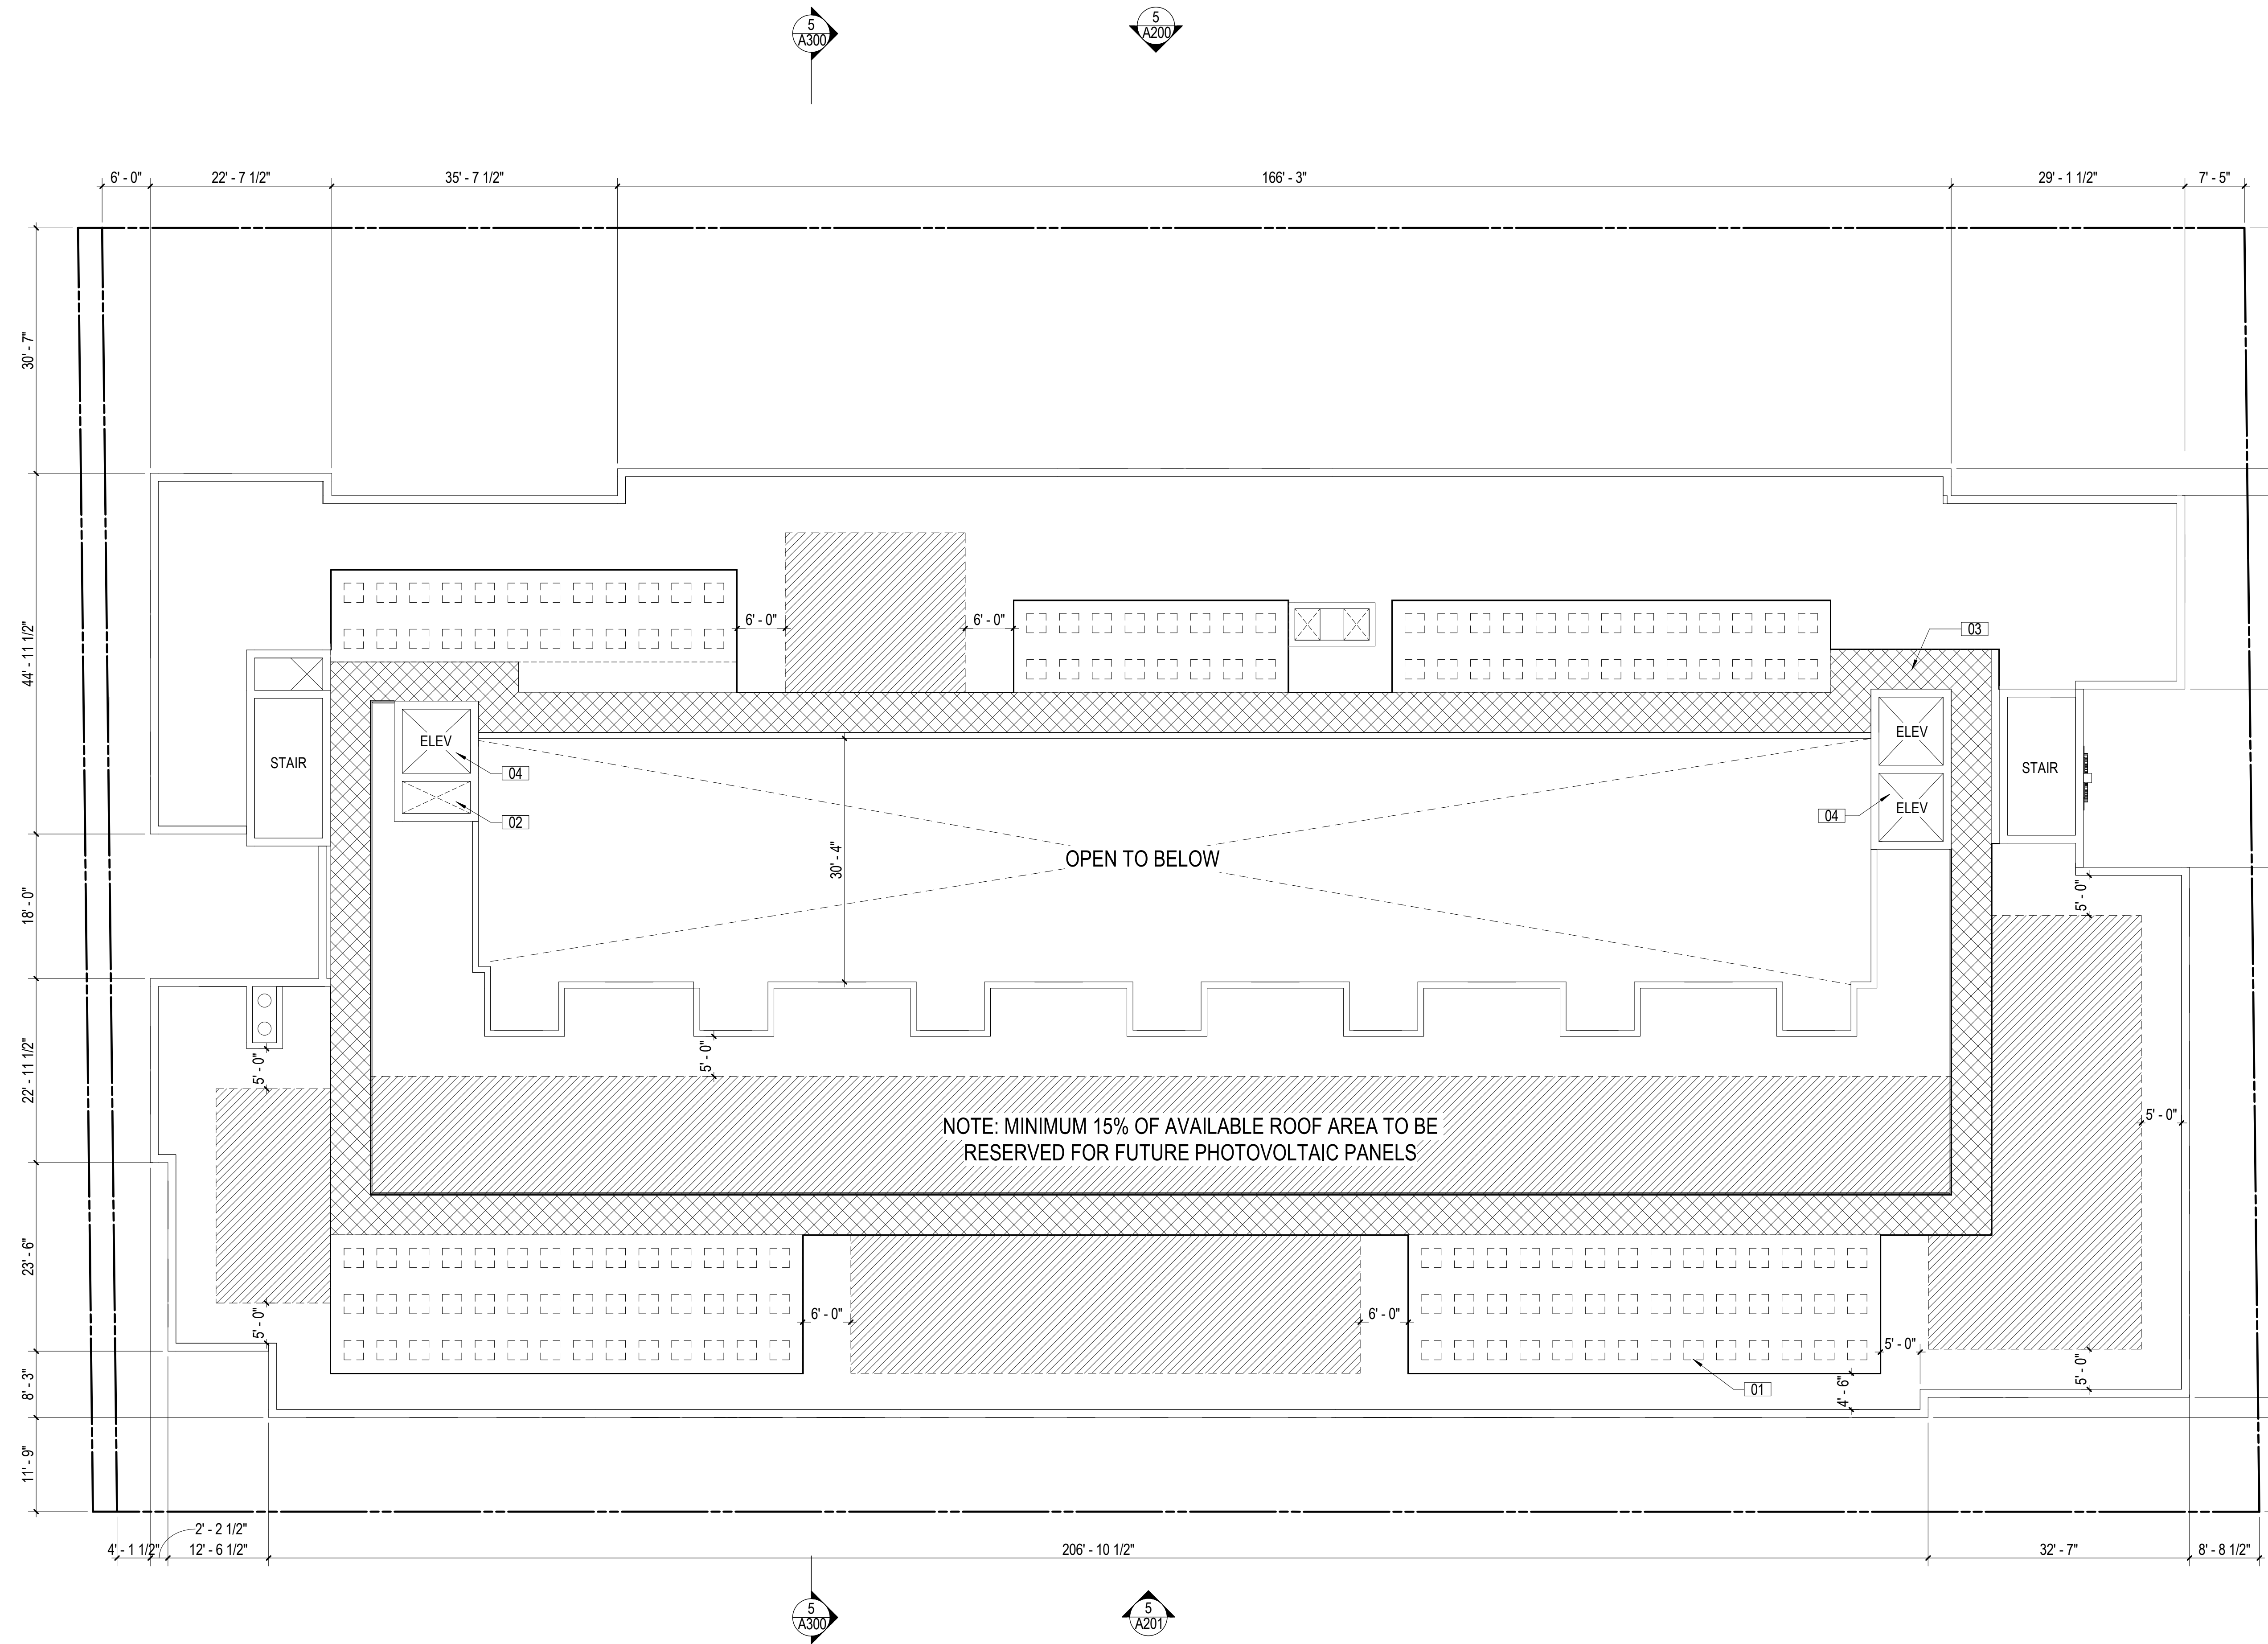 5
A300
5
A200
6' - 0"
22' - 7 1/2"
35' - 7 1/2"
166' - 3"
29' - 1 1/2"
7' - 5"
30' - 7"
44' - 11 1/2"
18' - 0"
22' - 11 1/2"
23' - 6"
8' - 3"
11' - 9"
6' - 0"
6' - 0"
03
STAIR
ELEV
04
02
ELEV
ELEV
04
STAIR
30' - 4"
OPEN TO BELOW
5' - 0"
5' - 0"
5' - 0"
5' - 0"
NOTE: MINIMUM 15% OF AVAILABLE ROOF AREA TO BE
RESERVED FOR FUTURE PHOTOVOLTAIC PANELS
5' - 0"
6' - 0"
6' - 0"
5' - 0"
5' - 0"
4' - 6"
01
2' - 2 1/2"
4' - 1 1/2"
12' - 6 1/2"
206' - 10 1/2"
32' - 7"
8' - 8 1/2"
5
A300
5
A201